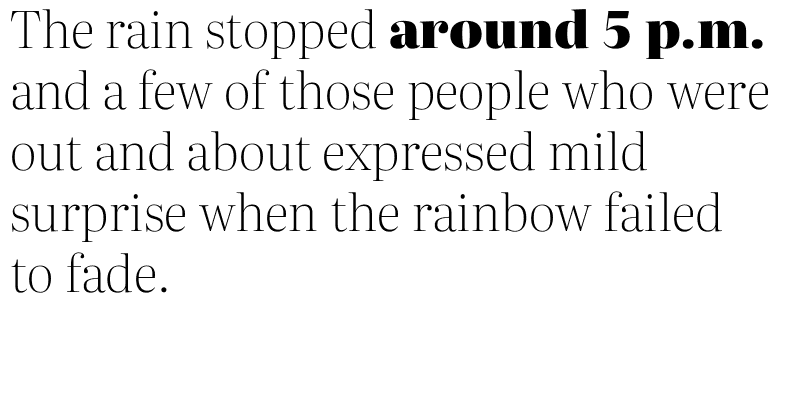 The rain stopped around 5 p.m.
and a few of those people who were
out and about expressed mild
surprise when the rainbow failed
to fade.